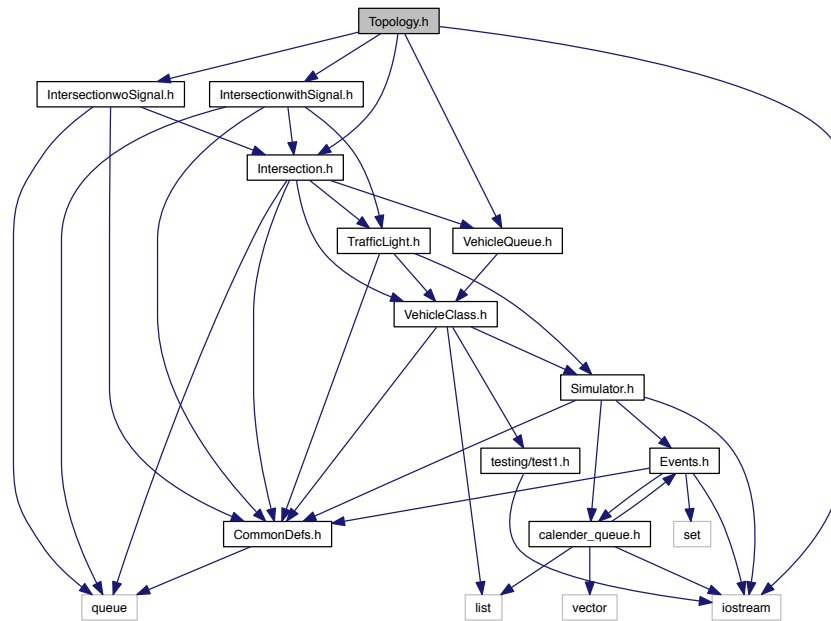 Topology.h
IntersectionwoSignal.h
IntersectionwithSignal.h
Intersection.h
TrafficLight.h
VehicleQueue.h
VehicleClass.h
Simulator.h
testing/test1.h
Events.h
CommonDefs.h
calender_queue.h
set
queue
list
vector
iostream